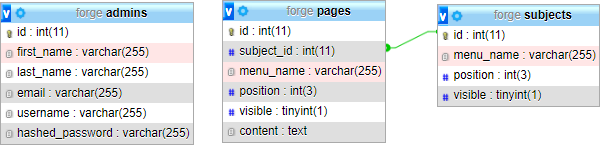 forge admins
id : int(11)
first_name : varchar(255)
last_name : varchar(255)
email : varchar(255)
username : varchar(255)
hashed_password : varchar(255)
forge pages
id : int(11)
subject_id : int(11)
menu_name : varchar(255)
position : int(3)
visible : tinyint(1)
content : text
forge subjects
id : int(11)
menu_name : varchar(255)
position : int(3)
visible : tinyint(1)